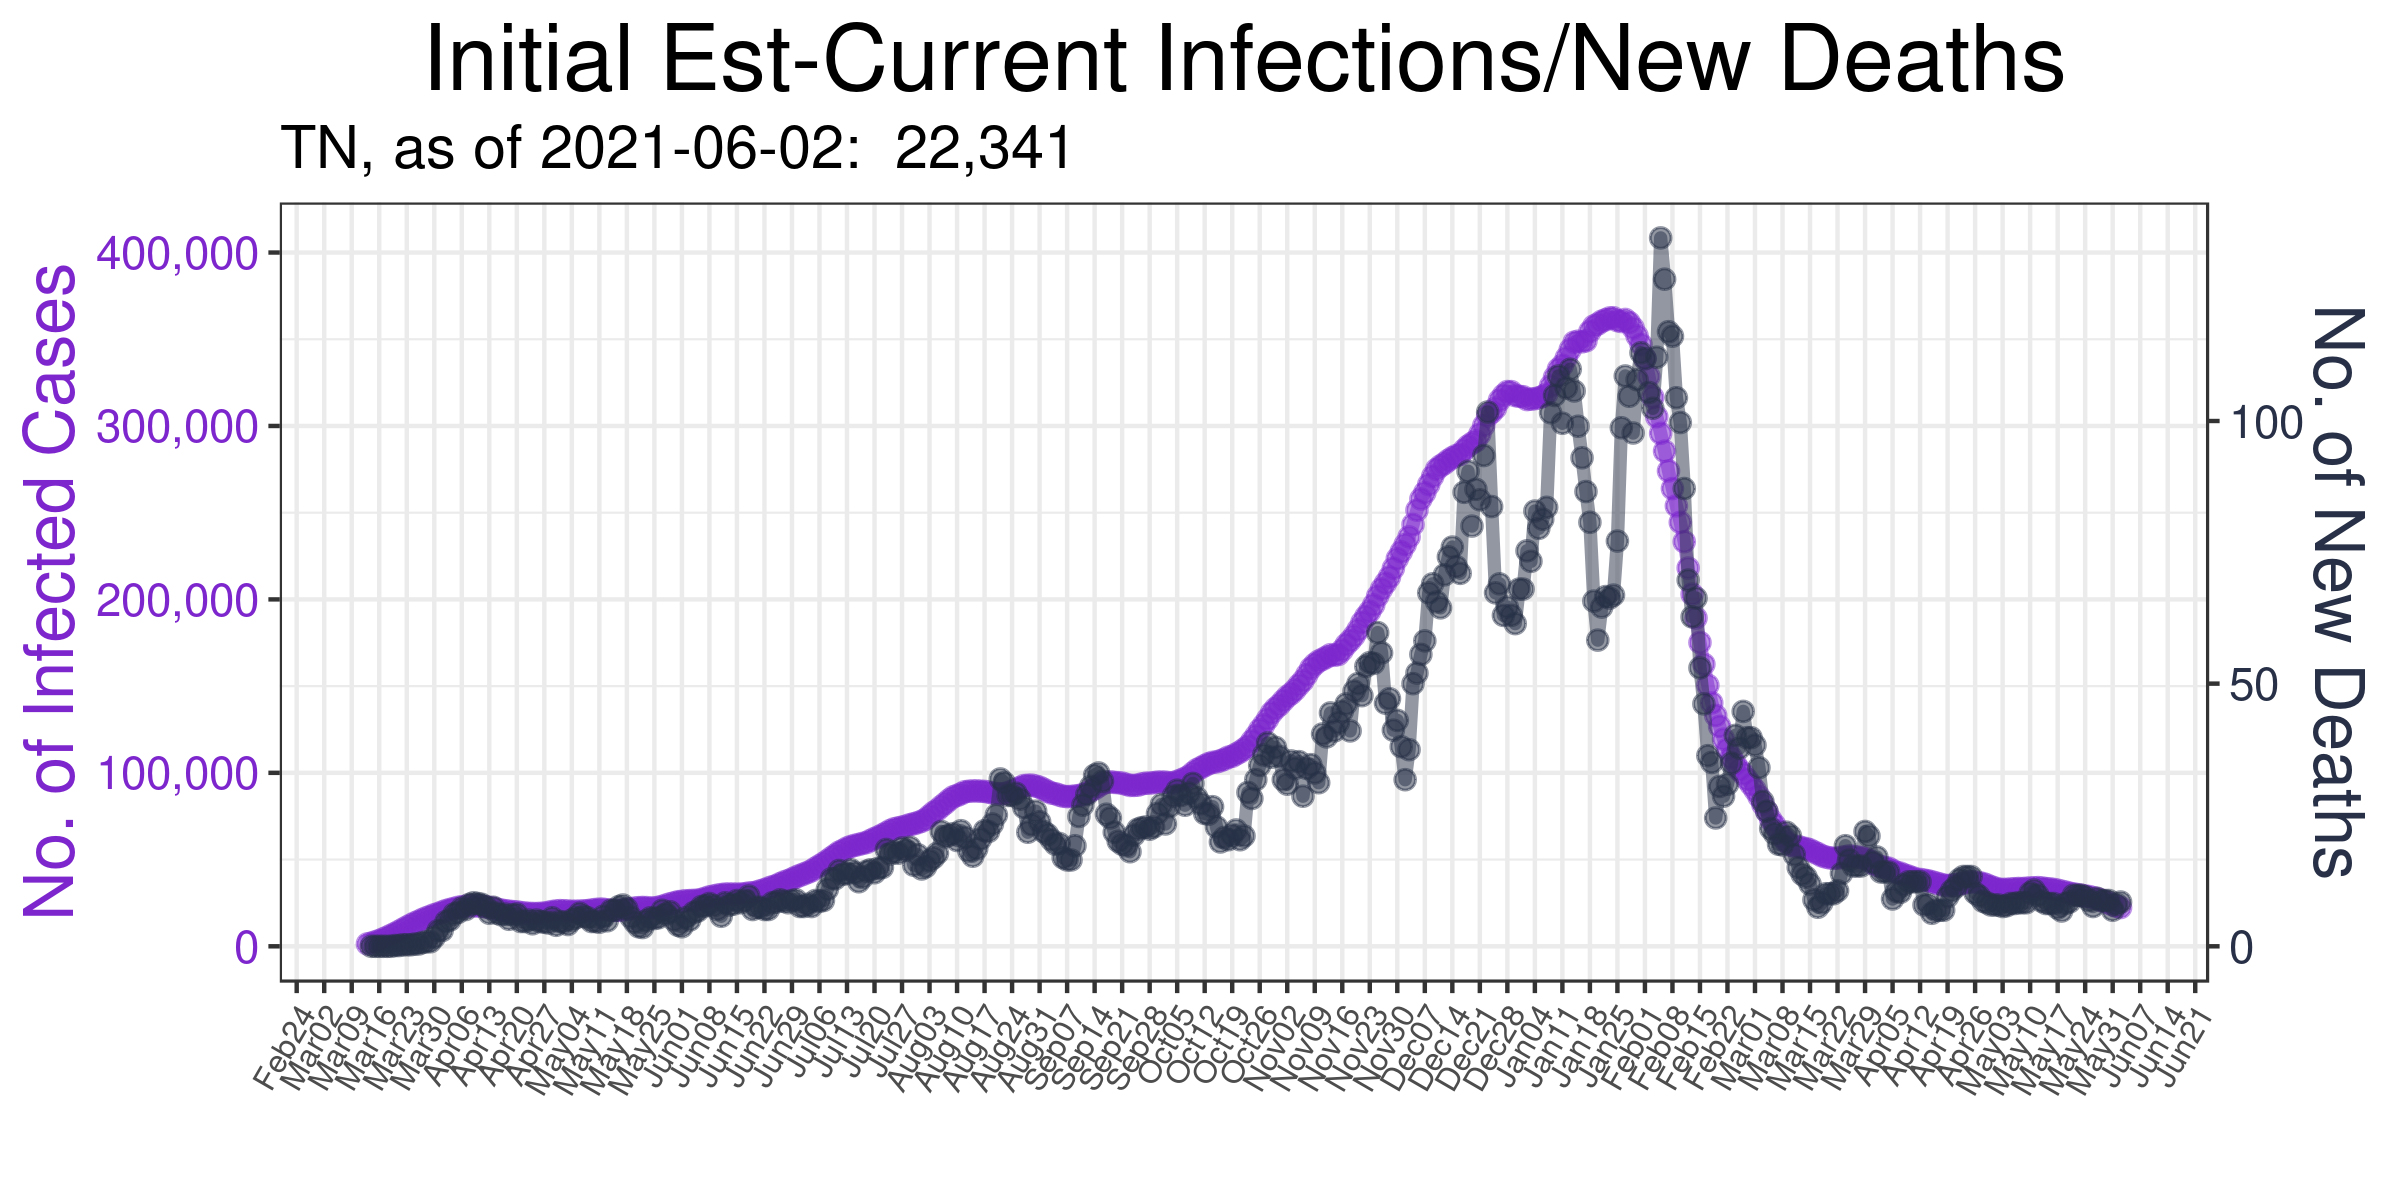 Initial Est-Current Infections/New Deaths
TN, as of 2021-06-02:  22,341
No. of Infected Cases
400,000
300,000
200,000
100,000
0
No. of New Deaths
100
50
0
Feb24
Mar02
Mar09
Mar16
Mar23
Mar30
Apr06
Apr13
Apr20
Apr27
May04
May11
May18
May25
Jun01
Jun08
Jun15
Jun22
Jun29
Jul06
Jul13
Jul20
Jul27
Aug03
Aug10
Aug17
Aug24
Aug31
Sep07
Sep14
Sep21
Sep28
Oct05
Oct12
Oct19
Oct26
Nov02
Nov09
Nov16
Nov23
Nov30
Dec07
Dec14
Dec21
Dec28
Jan04
Jan11
Jan18
Jan25
Feb01
Feb08
Feb15
Feb22
Mar01
Mar08
Mar15
Mar22
Mar29
Apr05
Apr12
Apr19
Apr26
May03
May10
May17
May24
May31
Jun07
Jun14
Jun21